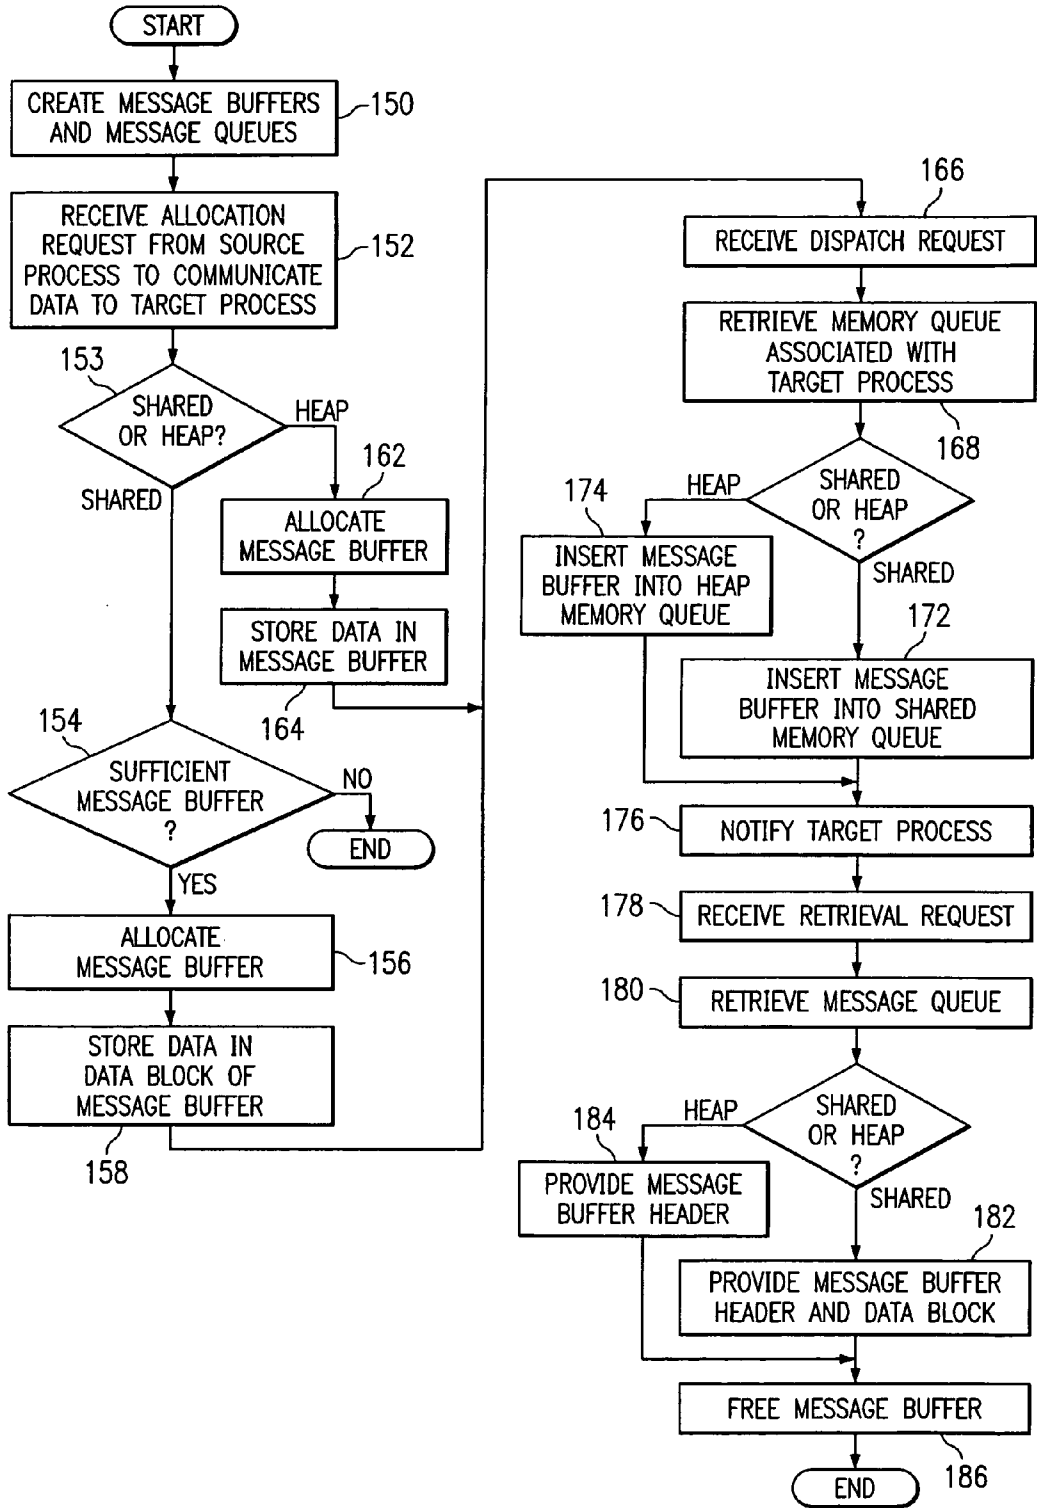 START
CREATE MESSAGE BUFFERS
AND MESSAGE QUEUES
150
RECEIVE ALLOCATION
REQUEST FROM SOURCE
PROCESS TO COMMUNICATE
DATA TO TARGET PROCESS
152
153
SHARED
OR HEAP?
HEAP
SHARED
162
ALLOCATE
MESSAGE BUFFER
STORE DATA IN
MESSAGE BUFFER
164
154
SUFFICIENT
MESSAGE BUFFER
?
NO
END
YES
ALLOCATE
MESSAGE BUFFER
156
STORE DATA IN
DATA BLOCK OF
MESSAGE BUFFER
158
166
RECEIVE DISPATCH REQUEST
RETRIEVE MEMORY QUEUE
ASSOCIATED WITH
TARGET PROCESS
168
SHARED
OR HEAP
?
HEAP
SHARED
174
INSERT MESSAGE
BUFFER INTO HEAP
MEMORY QUEUE
172
INSERT MESSAGE
BUFFER INTO SHARED
MEMORY QUEUE
176
NOTIFY TARGET PROCESS
178
RECEIVE RETRIEVAL REQUEST
180
RETRIEVE MESSAGE QUEUE
SHARED
OR HEAP
?
HEAP
SHARED
184
PROVIDE MESSAGE
BUFFER HEADER
182
PROVIDE MESSAGE BUFFER
HEADER AND DATA BLOCK
FREE MESSAGE BUFFER
186
END